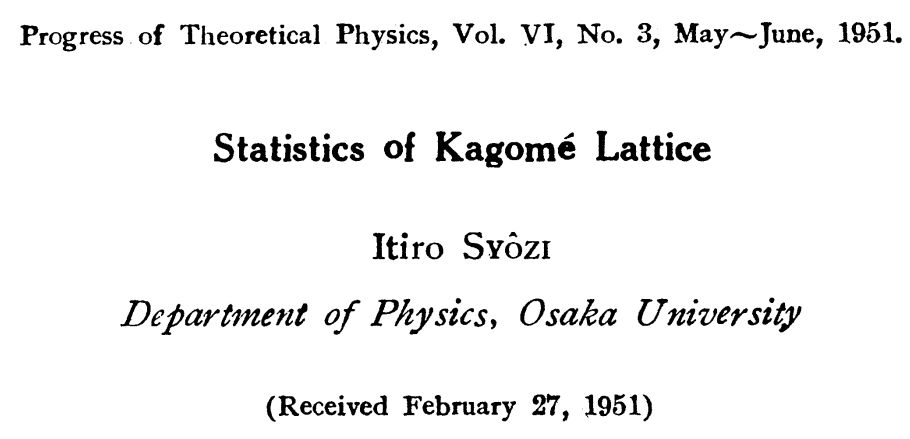 Progress of Theoretical Physics, Vol. VI, No. 3, May~June, 1951.
Statistics of Kagomé Lattice
Itiro Syôzi
Department of Physics, Osaka University
(Received February 27, 1951)